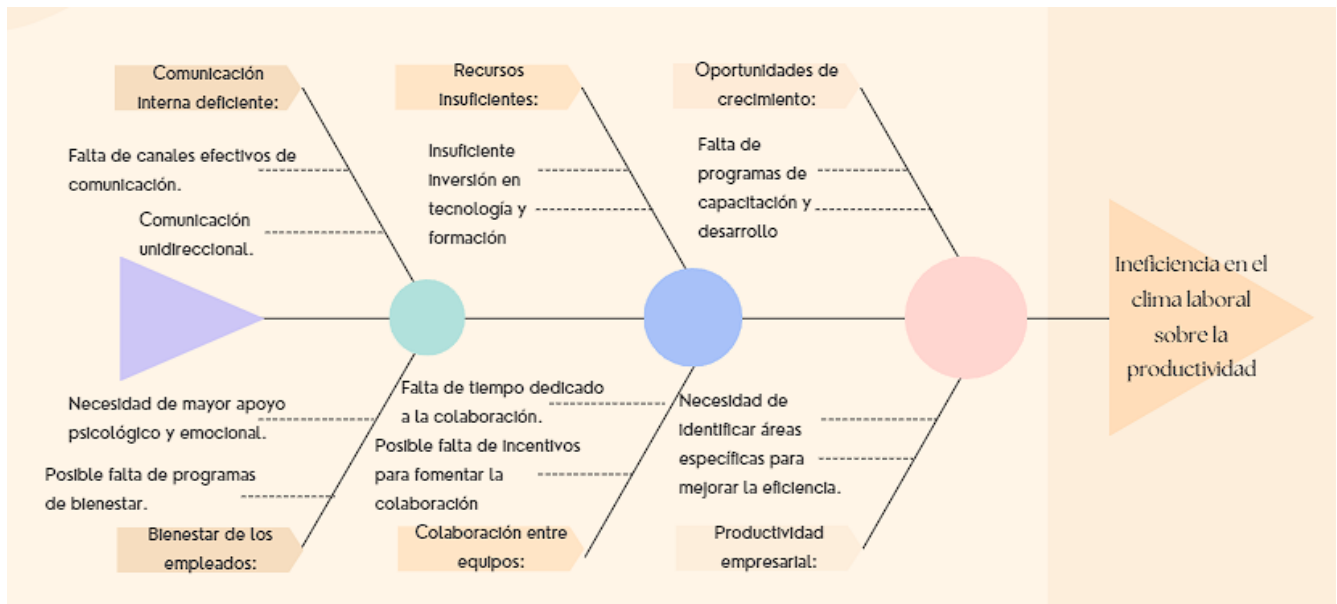 Comunicación
interna deficiente:
Falta de canales efectivos de
comunicación.
Comunicación
unidireccional.
Recursos
insuficientes:
Insuficiente
inversión en
tecnología y
formación
Oportunidades de
crecimiento:
Falta de
programas de
capacitación y
desarrollo
Ineficiencia en el
clima laboral
sobre la
productividad
Necesidad de mayor apoyo
psicológico y emocional.
Posible falta de programas
de bienestar.
Bienestar de los
empleados:
Falta de tiempo dedicado
a la colaboración.
Posible falta de incentivos
para fomentar la
colaboración
Colaboración entre
equipos:
Necesidad de
identificar áreas
específicas para
mejorar la eficiencia.
Productividad
empresarial: